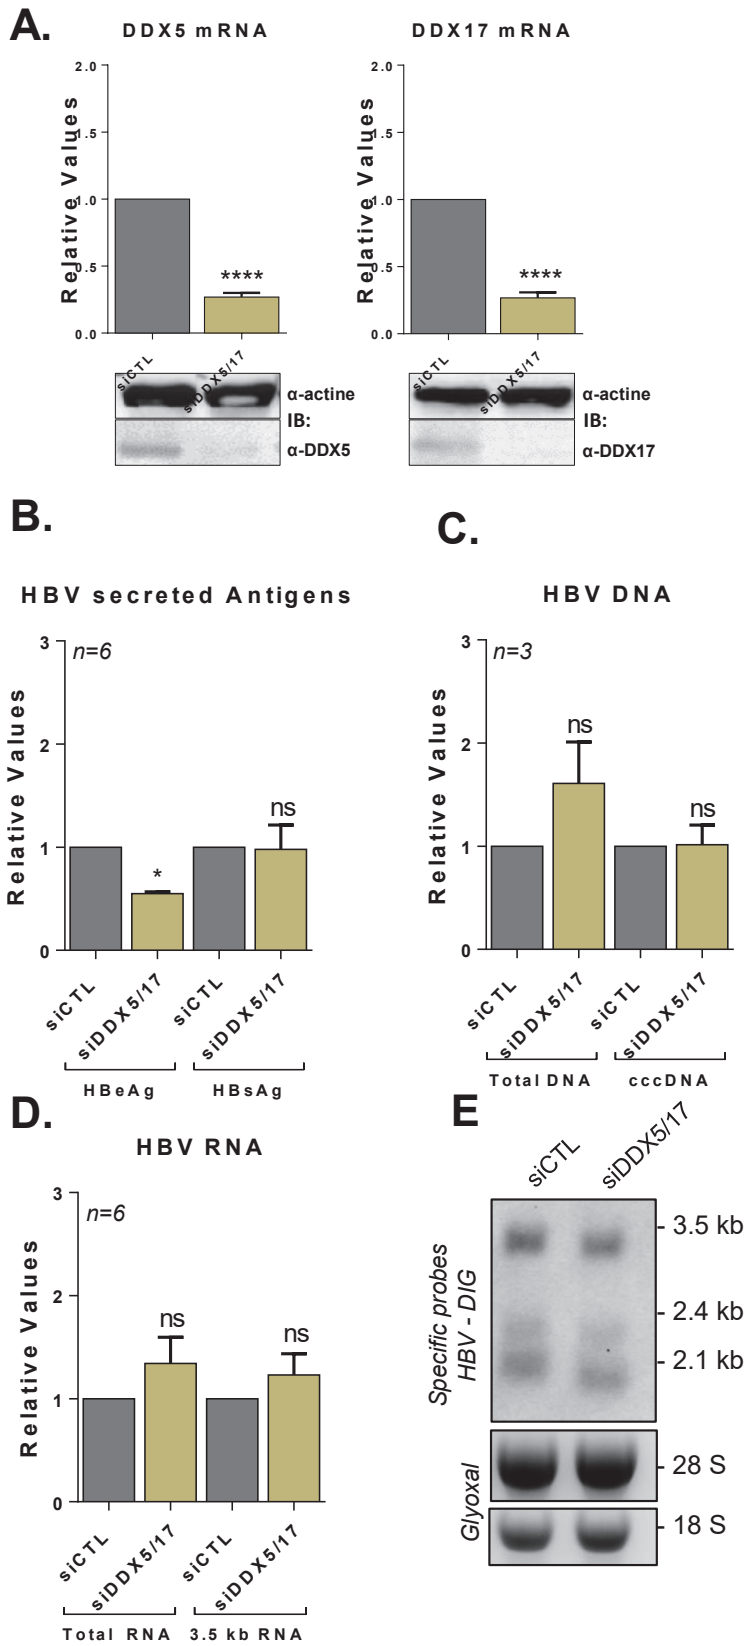 A.
DDX5 mRNA
DDX17 mRNA
Relative Values
2.0
1.5
1.0
0.5
0.0
****
siCTL
siDDX5/17
α-actine
IB:
α-DDX5
Relative Values
2.0
1.5
1.0
0.5
0.0
****
siCTL
siDDX5/17
α-actine
IB:
α-DDX17
B.
HBV secreted Antigens
n=6
Relative Values
3
2
1
0
*
ns
siCTL
siDDX5/17
siCTL
siDDX5/17
HBeAg
HBsAg
C.
HBV DNA
n=3
Relative Values
3
2
1
0
ns
ns
siCTL
siDDX5/17
siCTL
siDDX5/17
Total DNA
cccDNA
D.
HBV RNA
n=6
Relative Values
3
2
1
0
ns
ns
siCTL
siDDX5/17
siCTL
siDDX5/17
Total RNA
3.5 kb RNA
E
siCTL
siDDX5/17
Specific probes
HBV - DIG
3.5 kb
2.4 kb
2.1 kb
Glyoxal
28 S
18 S